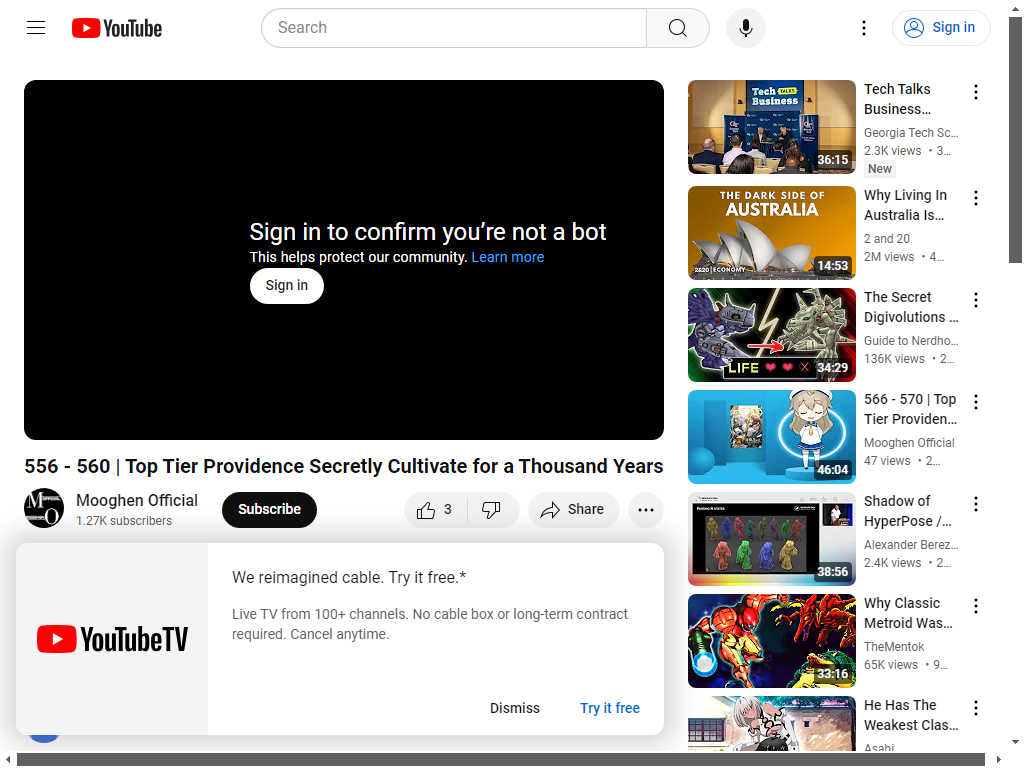 YouTube
Search
Sign in
Sign in to confirm you're not a bot
This helps protect our community. Learn more
Sign in
556 - 560 | Top Tier Providence Secretly Cultivate for a Thousand Years
Mooghen Official
1.27K subscribers
Subscribe
3
Share
We reimagined cable. Try it free.*
Live TV from 100+ channels. No cable box or long-term contract
required. Cancel anytime.
YouTubeTV
Dismiss
Try it free
Tech TALKS
Business
36:15
Tech Talks
Business...
Georgia Tech Sc...
2.3K views • 3...
New
THE DARK SIDE OF
AUSTRALIA
2020 | ECONOMY
14:53
Why Living In
Australia Is...
2 and 20
2M views • 4...
LIFE
34:29
The Secret
Digivolutions ...
Guide to Nerdho...
136K views • 2...
46:04
566 - 570 | Top
Tier Providen...
Mooghen Official
47 views • 2...
38:56
Shadow of
HyperPose /...
Alexander Berez...
2.4K views • 2...
33:16
Why Classic
Metroid Was...
TheMentok
65K views • 9...
He Has The
Weakest Clas...
Asahi